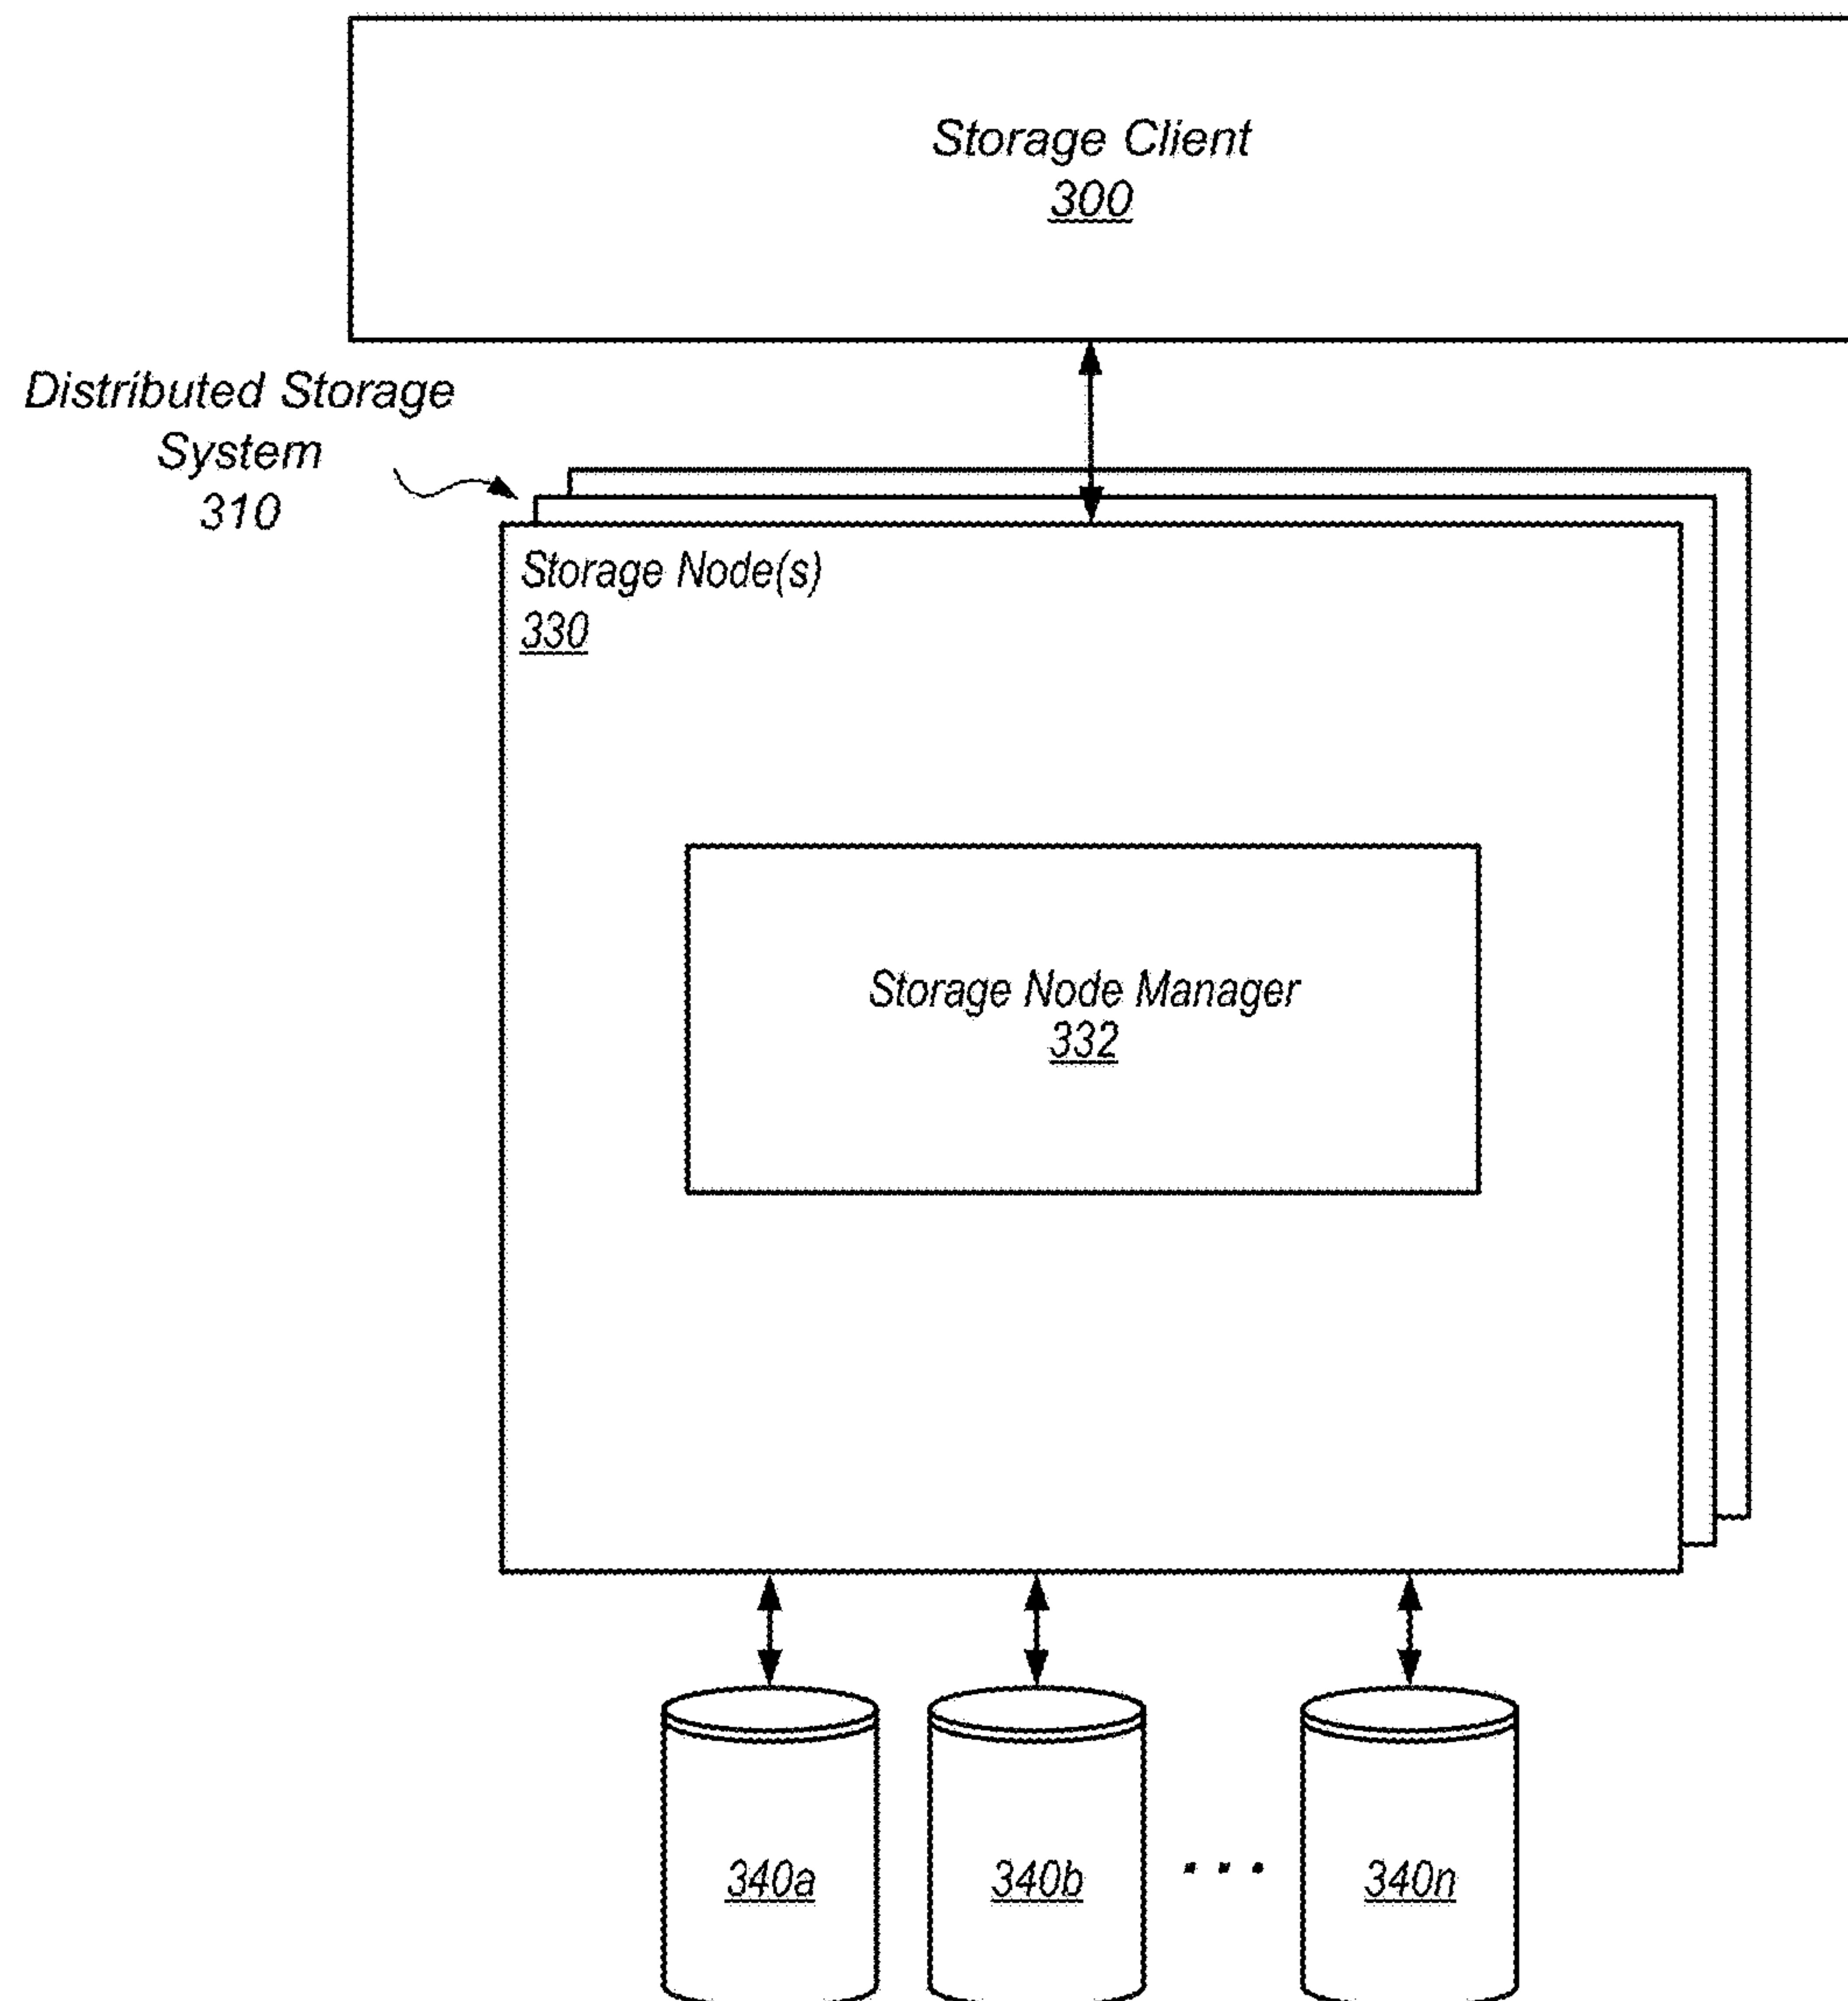 Storage Client
300
Distributed Storage
System
310
Storage Node(s)
330
Storage Node Manager
332
340a
340b
. . .
340n